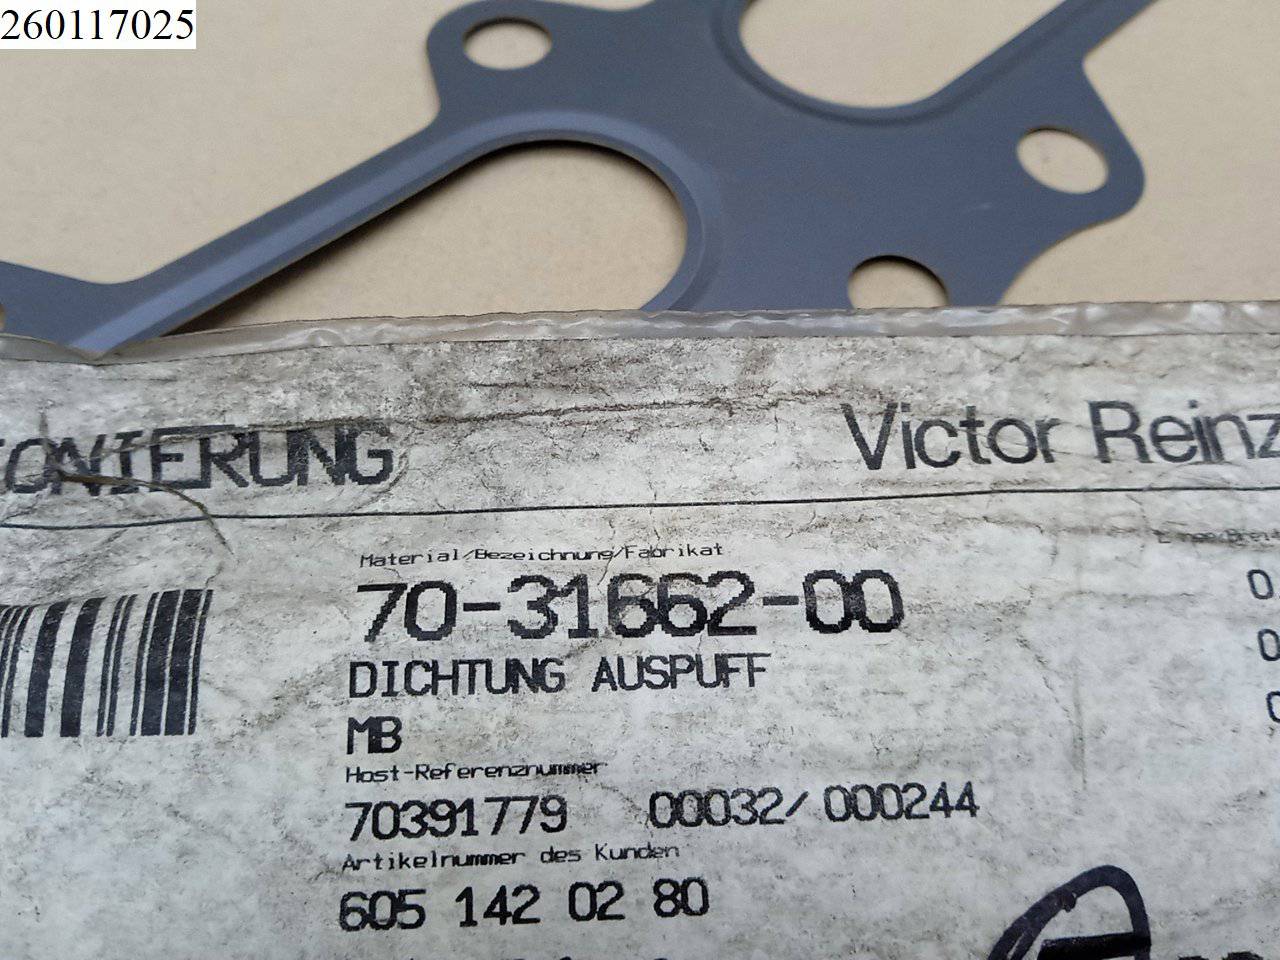 260117025
IONIERUNG
Victor Reinz
Material/Bezeichnung/Fabrikat
70-31662-00
DICHTUNG AUSPUFF
MB
Host-Referenznummer
70391779 00032/000244
Artikelnummer des Kunden
605 142 02 80